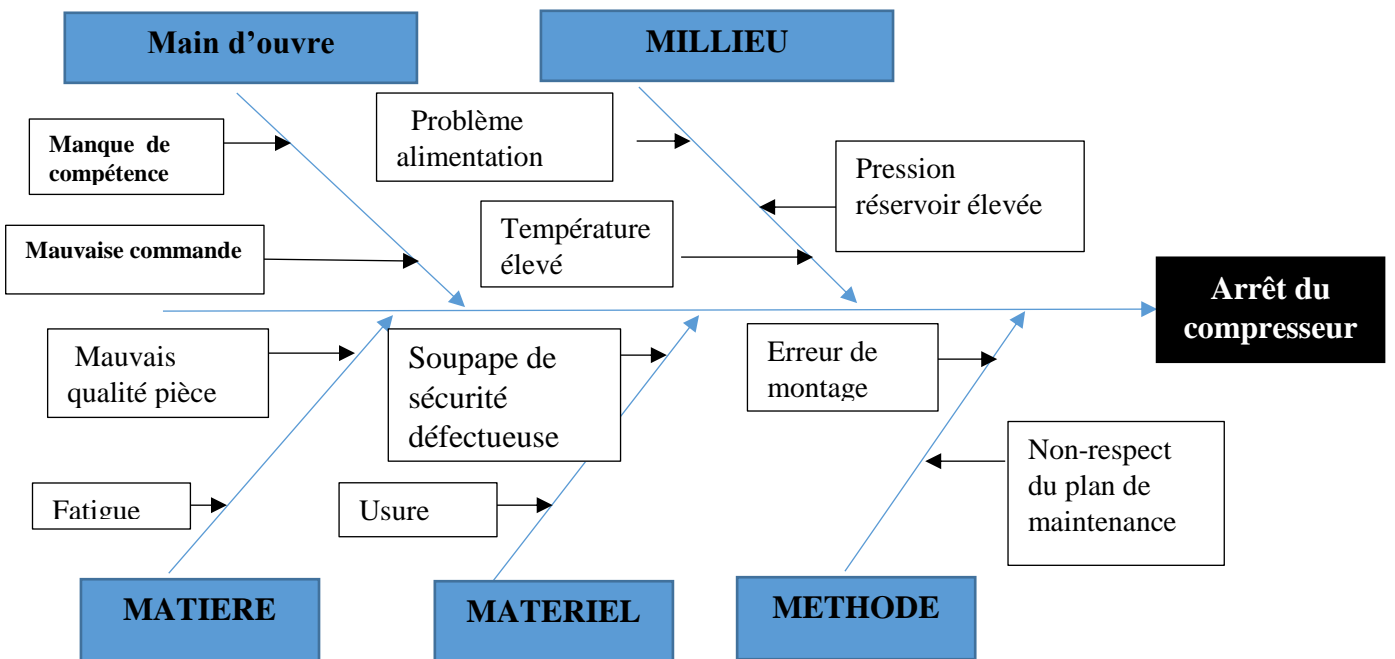 Main d’ouvre
MILLIEU
Manque de
compétence
Problème
alimentation
Pression
réservoir élevée
Mauvaise commande
Température
élevé
Arrêt du
compresseur
Mauvais
qualité pièce
Soupape de
sécurité
défectueuse
Erreur de
montage
Non-respect
du plan de
maintenance
Fatigue
Usure
MATIERE
MATERIEL
METHODE